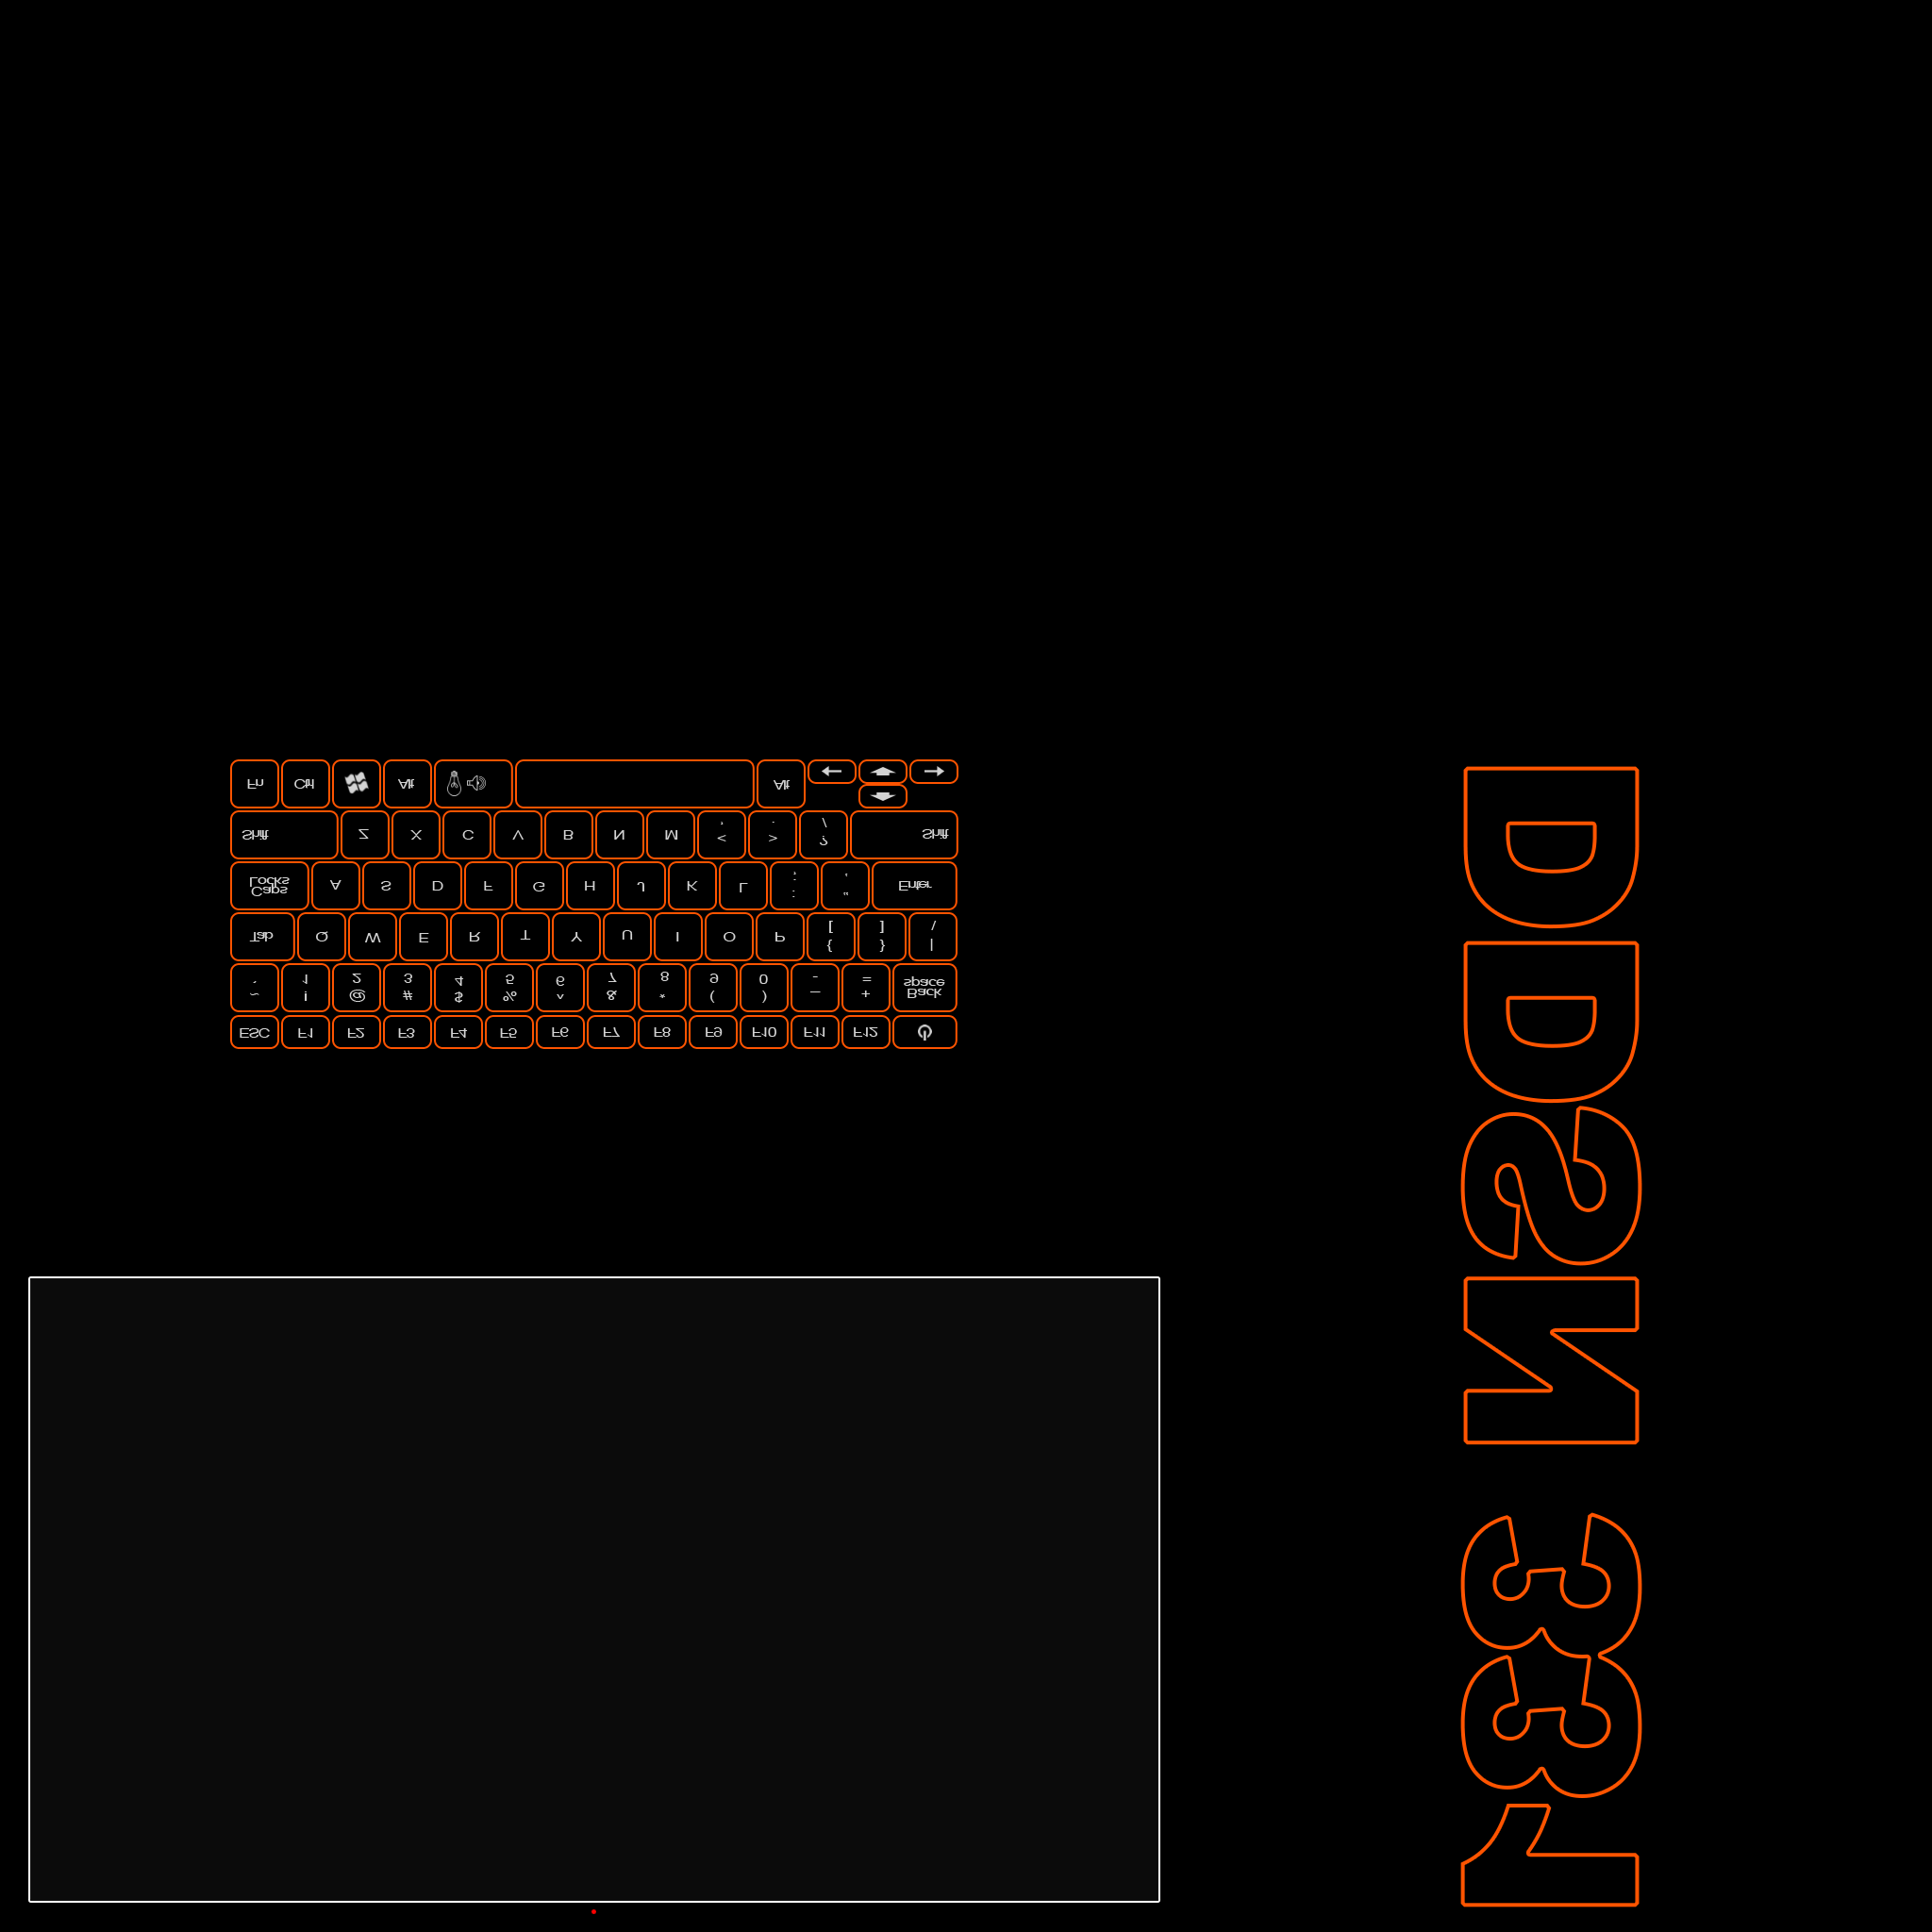 ESC F1 F2 F3 F4 F5 F6 F7 F8 F9 F10 F11 F12
~ ! @ # $ % ^ & * ( ) _ + Back
` 1 2 3 4 5 6 7 8 9 0 - = space
Tab Q W E R T Y U I O P { } |
[ ] \
Caps A S D F G H J K L : " Enter
Locks ; '
Shift Z X C V B N M < > ? Shift
, . /
Fn Ctrl Alt Alt
DDSN 331